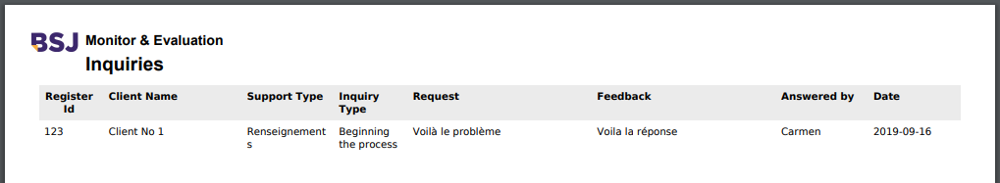 BSJ Monitor & Evaluation
Inquiries
Register Id Client Name Support Type Inquiry Type Request Feedback Answered by Date
123 Client No 1 Renseignements Beginning the process Voilà le problème Voila la réponse Carmen 2019-09-16